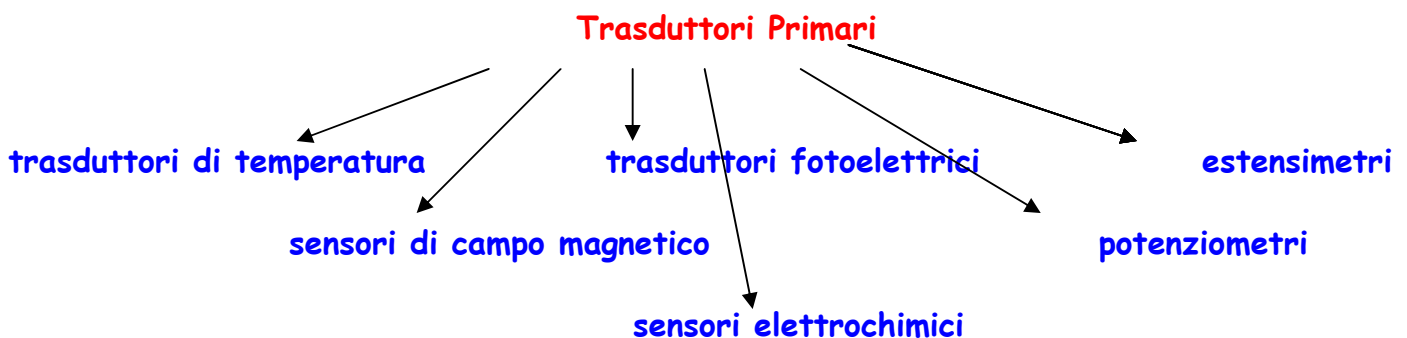 Trasduttori Primari
trasduttori di temperatura
trasduttori fotoelettrici
estensimetri
sensori di campo magnetico
potenziometri
sensori elettrochimici